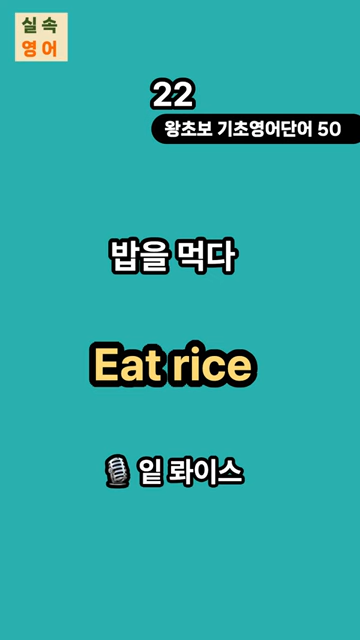 실속
영어
22
왕초보 기초영어단어 50
밥을 먹다
Eat rice
잍 롸이스